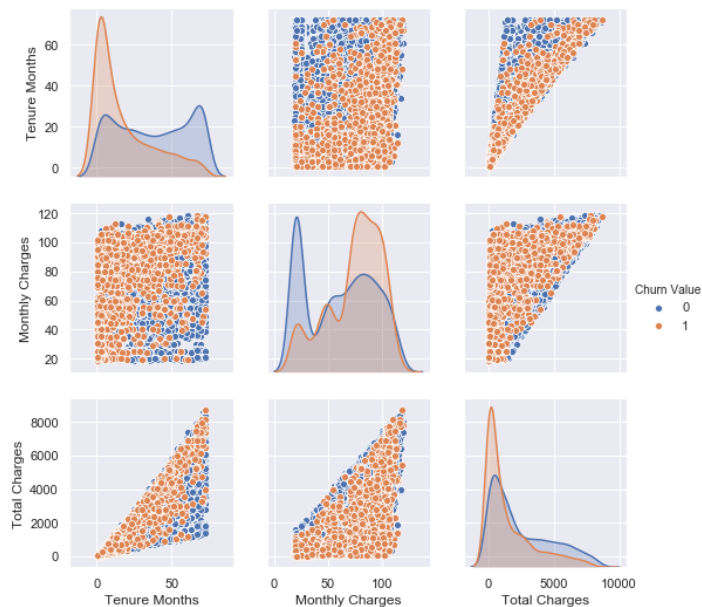 Tenure Months
60
40
20
0
Monthly Charges
120
100
80
60
40
20
Churn Value
0
1
Total Charges
8000
6000
4000
2000
0
0 50
0 50 100
0 5000 10000
Tenure Months Monthly Charges Total Charges